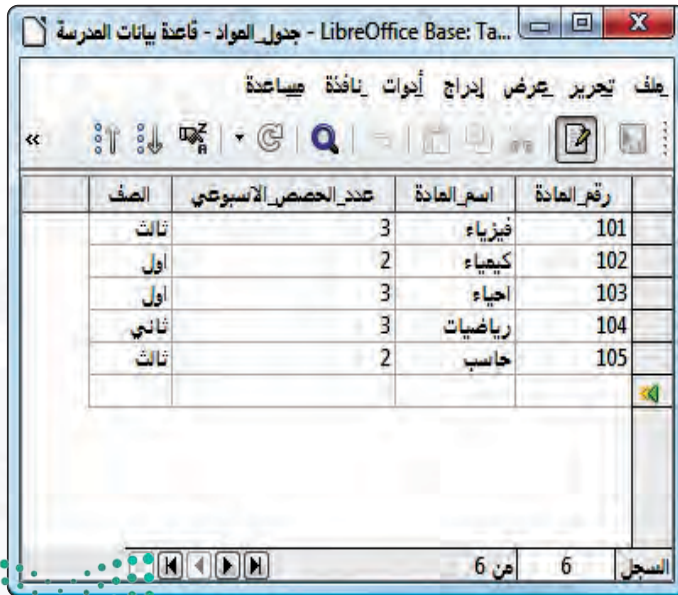 جدول_المواد - قاعدة بيانات المدرسة - LibreOffice Base: Ta...
ملف تحرير عرض إدراج أدوات نافذة مساعدة
رقم_المادة اسم_المادة عدد_الحصص_الاسبوعي الصف
101 فيزياء 3 ثالث
102 كيمياء 2 اول
103 احياء 3 اول
104 رياضيات 3 ثاني
105 حاسب 2 ثالث
السجل 6 من 6